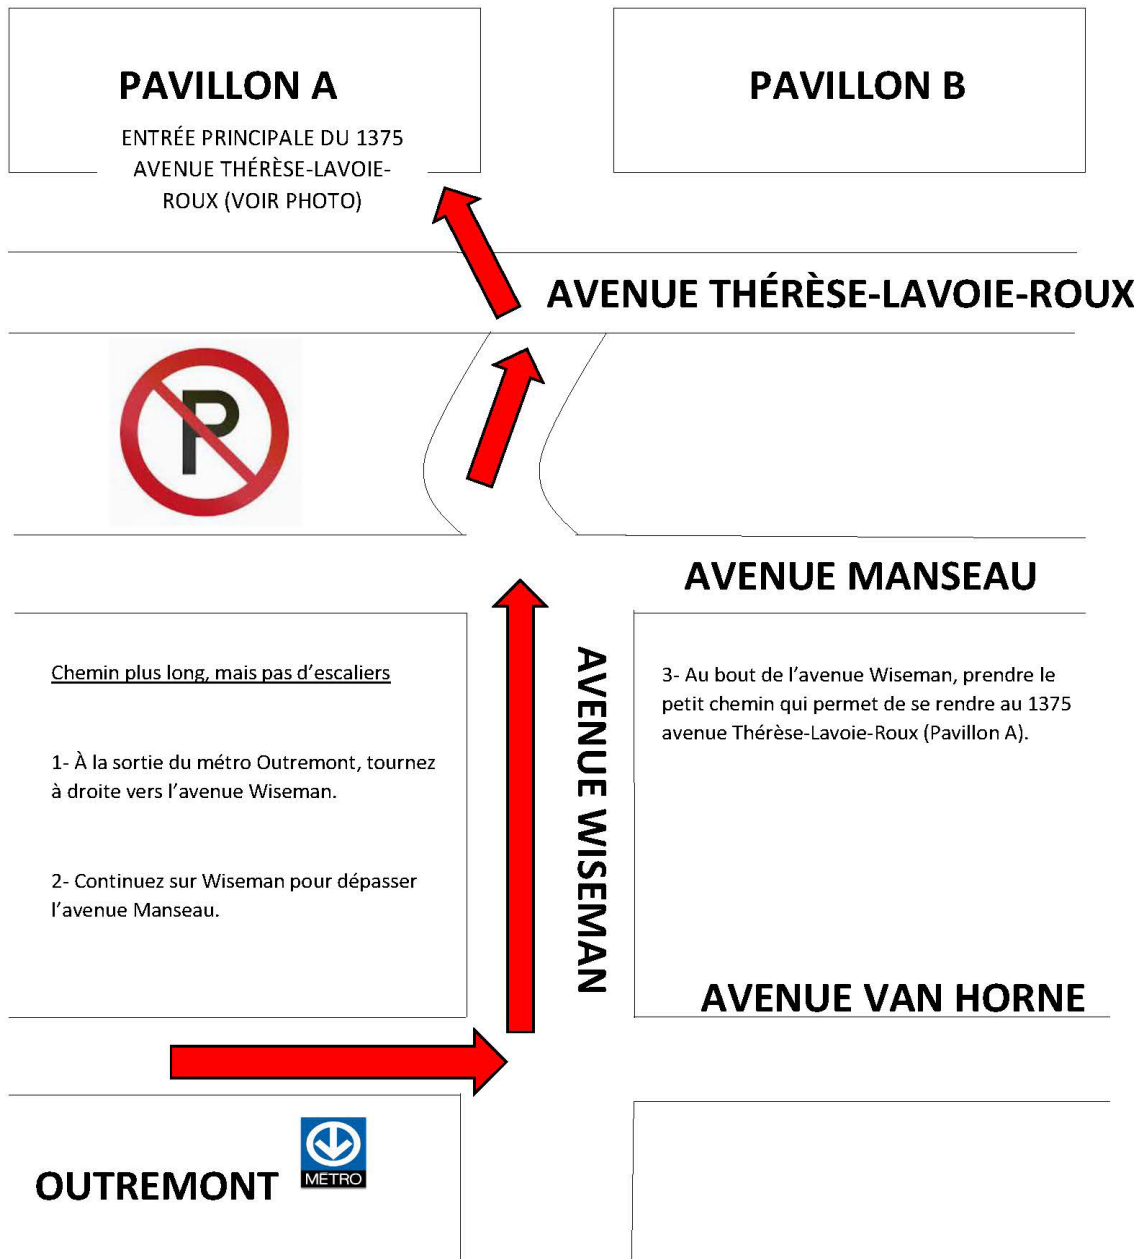 PAVILLON A
ENTRÉE PRINCIPALE DU 1375
AVENUE THÉRÈSE-LAVOIE-
ROUX (VOIR PHOTO)
PAVILLON B
AVENUE THÉRÈSE-LAVOIE-ROUX
P
AVENUE MANSEAU
Chemin plus long, mais pas d'escaliers
1- À la sortie du métro Outremont, tournez
à droite vers l'avenue Wiseman.
2- Continuez sur Wiseman pour dépasser
l'avenue Manseau.
AVENUE WISEMAN
3- Au bout de l'avenue Wiseman, prendre le
petit chemin qui permet de se rendre au 1375
avenue Thérèse-Lavoie-Roux (Pavillon A).
AVENUE VAN HORNE
OUTREMONT
MÉTRO